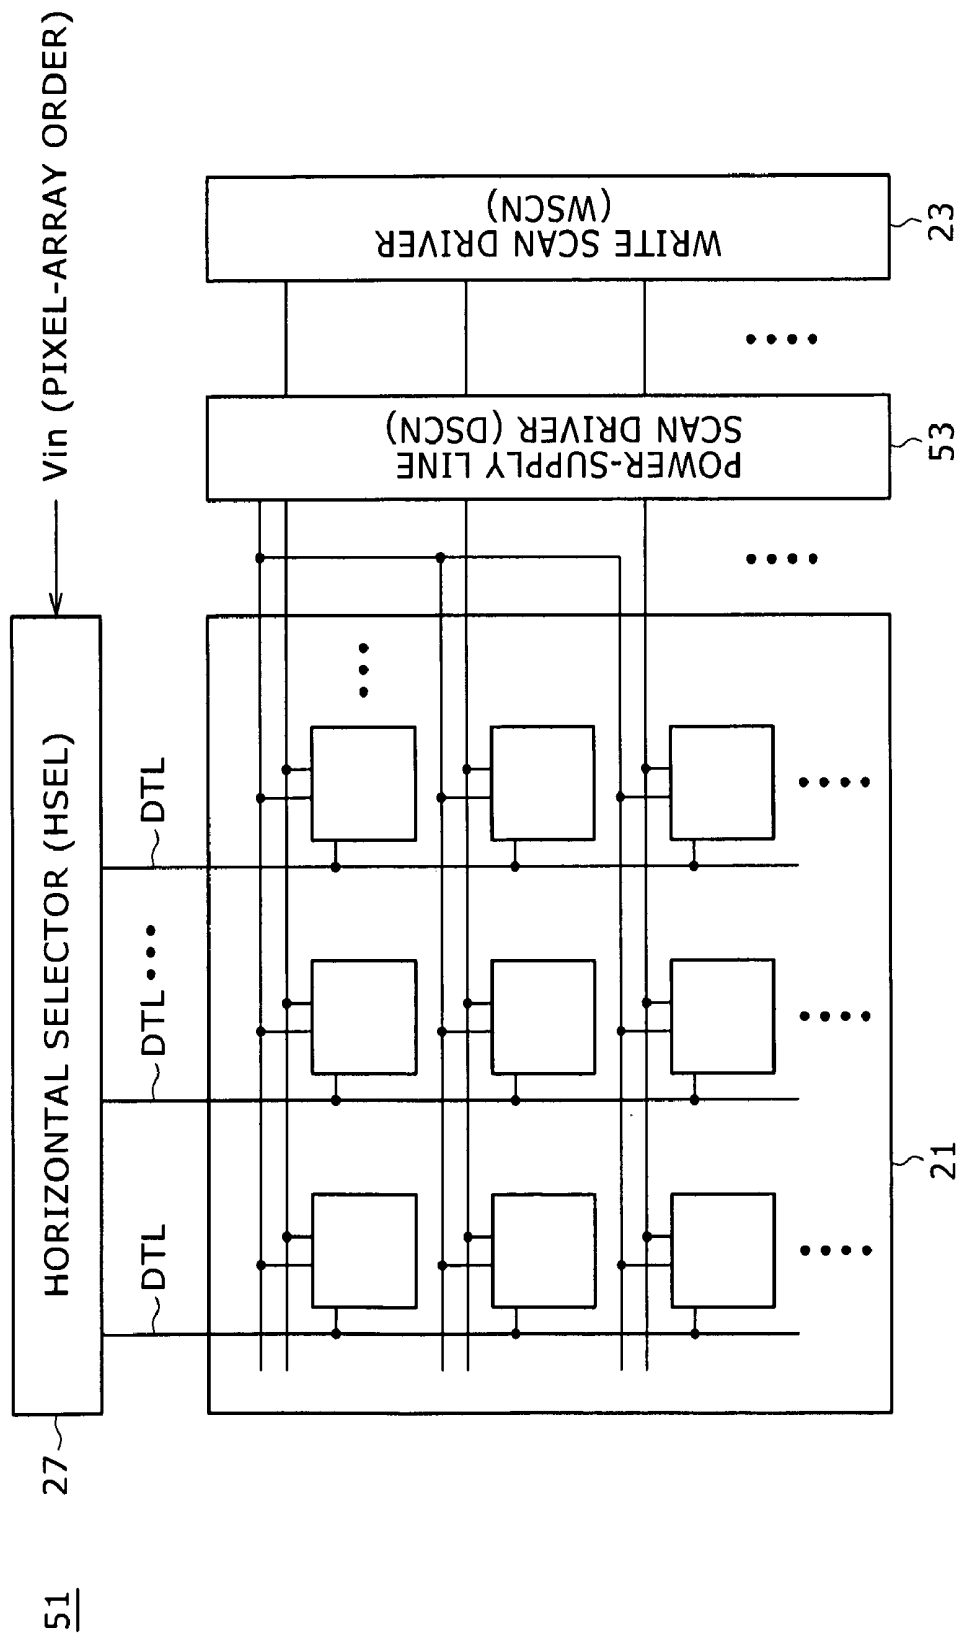 51
27
HORIZONTAL SELECTOR (HSEL)
Vin (PIXEL-ARRAY ORDER)
DTL
DTL
DTL
POWER-SUPPLY LINE
SCAN DRIVER (DSCN)
WRITE SCAN DRIVER
(WSCN)
21
53
23